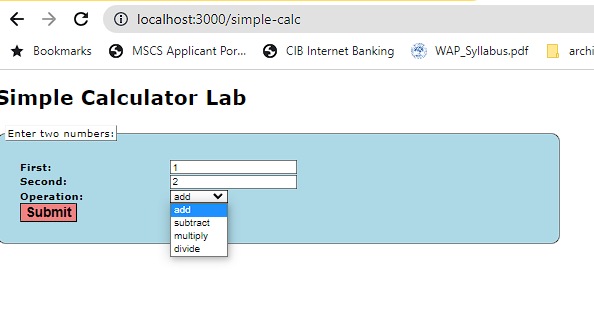 localhost:3000/simple-calc
Bookmarks MSCS Applicant Por... CIB Internet Banking WAP_Syllabus.pdf archi
Simple Calculator Lab
Enter two numbers:
First: 1
Second: 2
Operation: add
add
Submit
subtract
multiply
divide